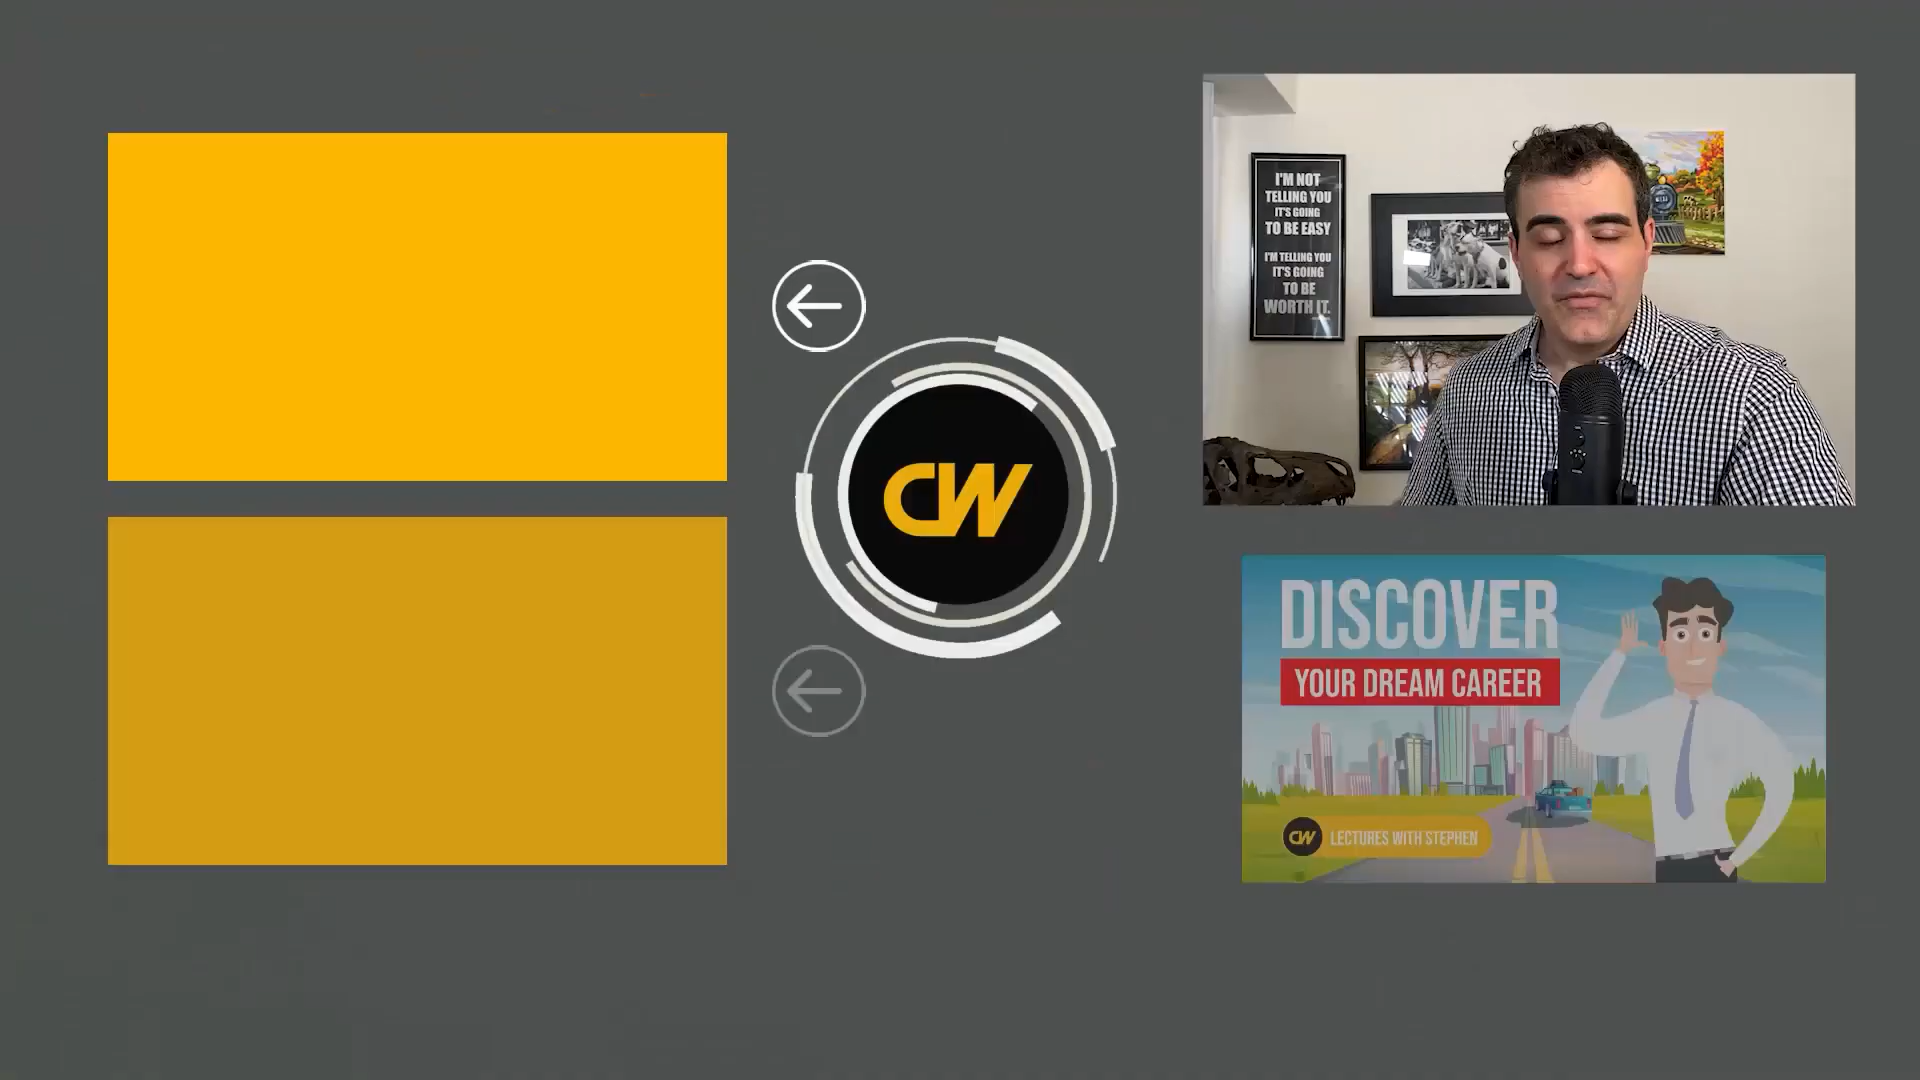 I'M NOT
TELLING YOU
IT'S GOING
TO BE EASY
I'M TELLING YOU
IT'S GOING
TO BE
WORTH IT.
CW
DISCOVER
YOUR DREAM CAREER
CW LECTURES WITH STEPHEN